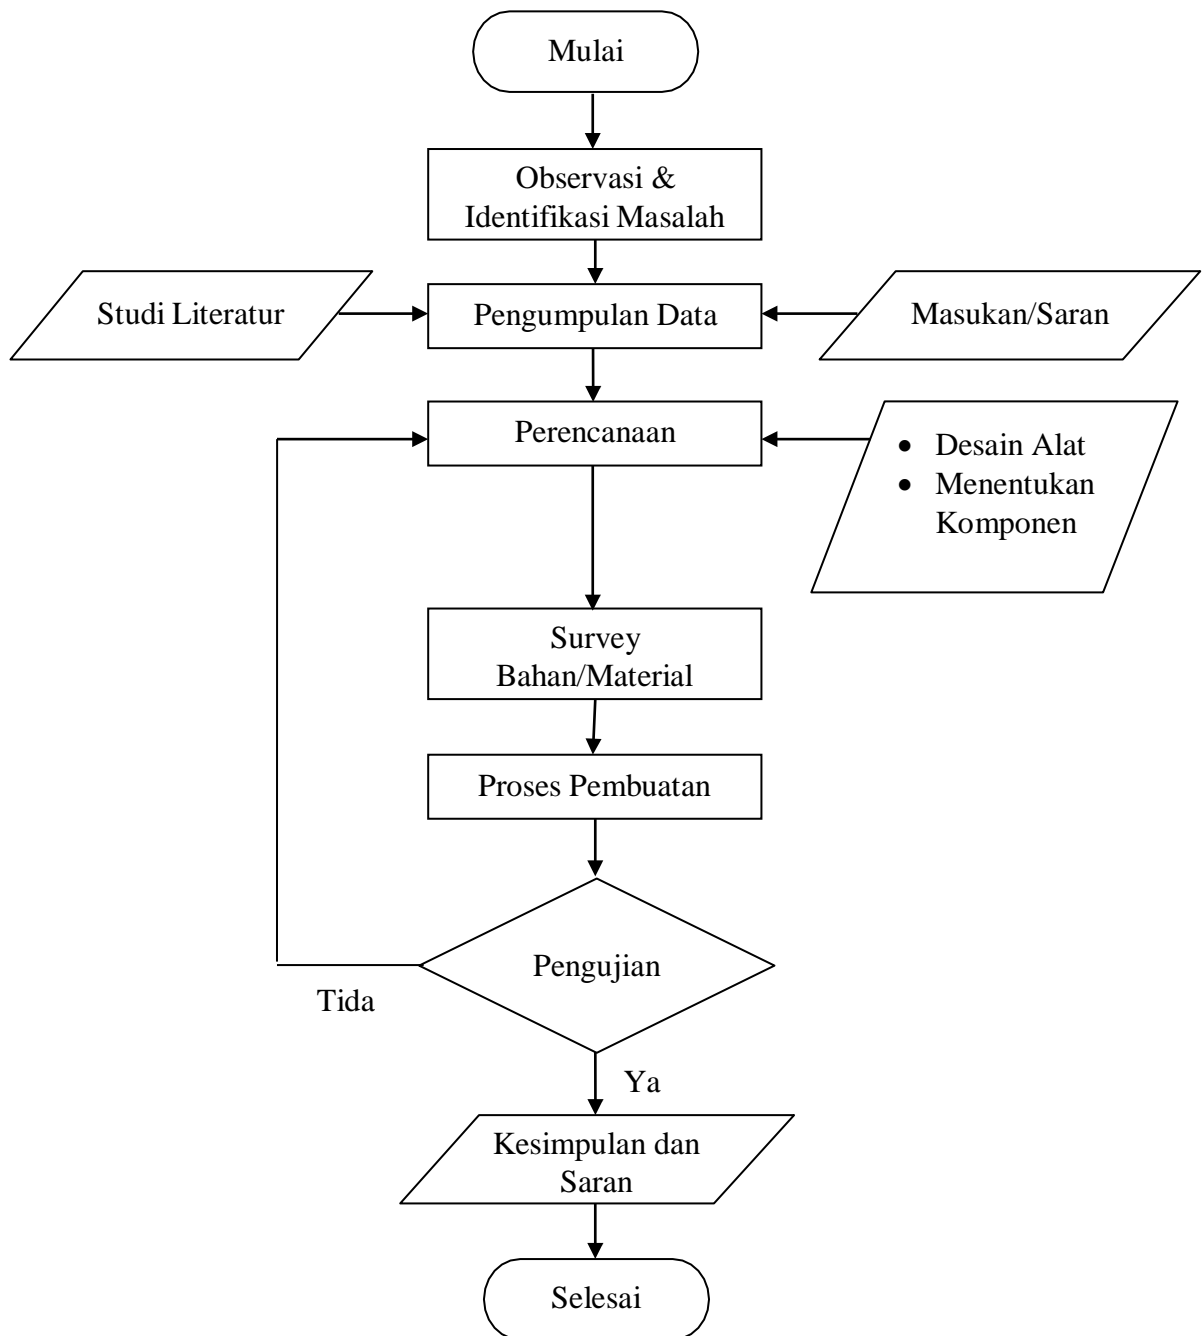 Mulai
Observasi &
Identifikasi Masalah
Studi Literatur
Pengumpulan Data
Masukan/Saran
Perencanaan
• Desain Alat
• Menentukan
Komponen
Survey
Bahan/Material
Proses Pembuatan
Pengujian
Tida
Ya
Kesimpulan dan
Saran
Selesai